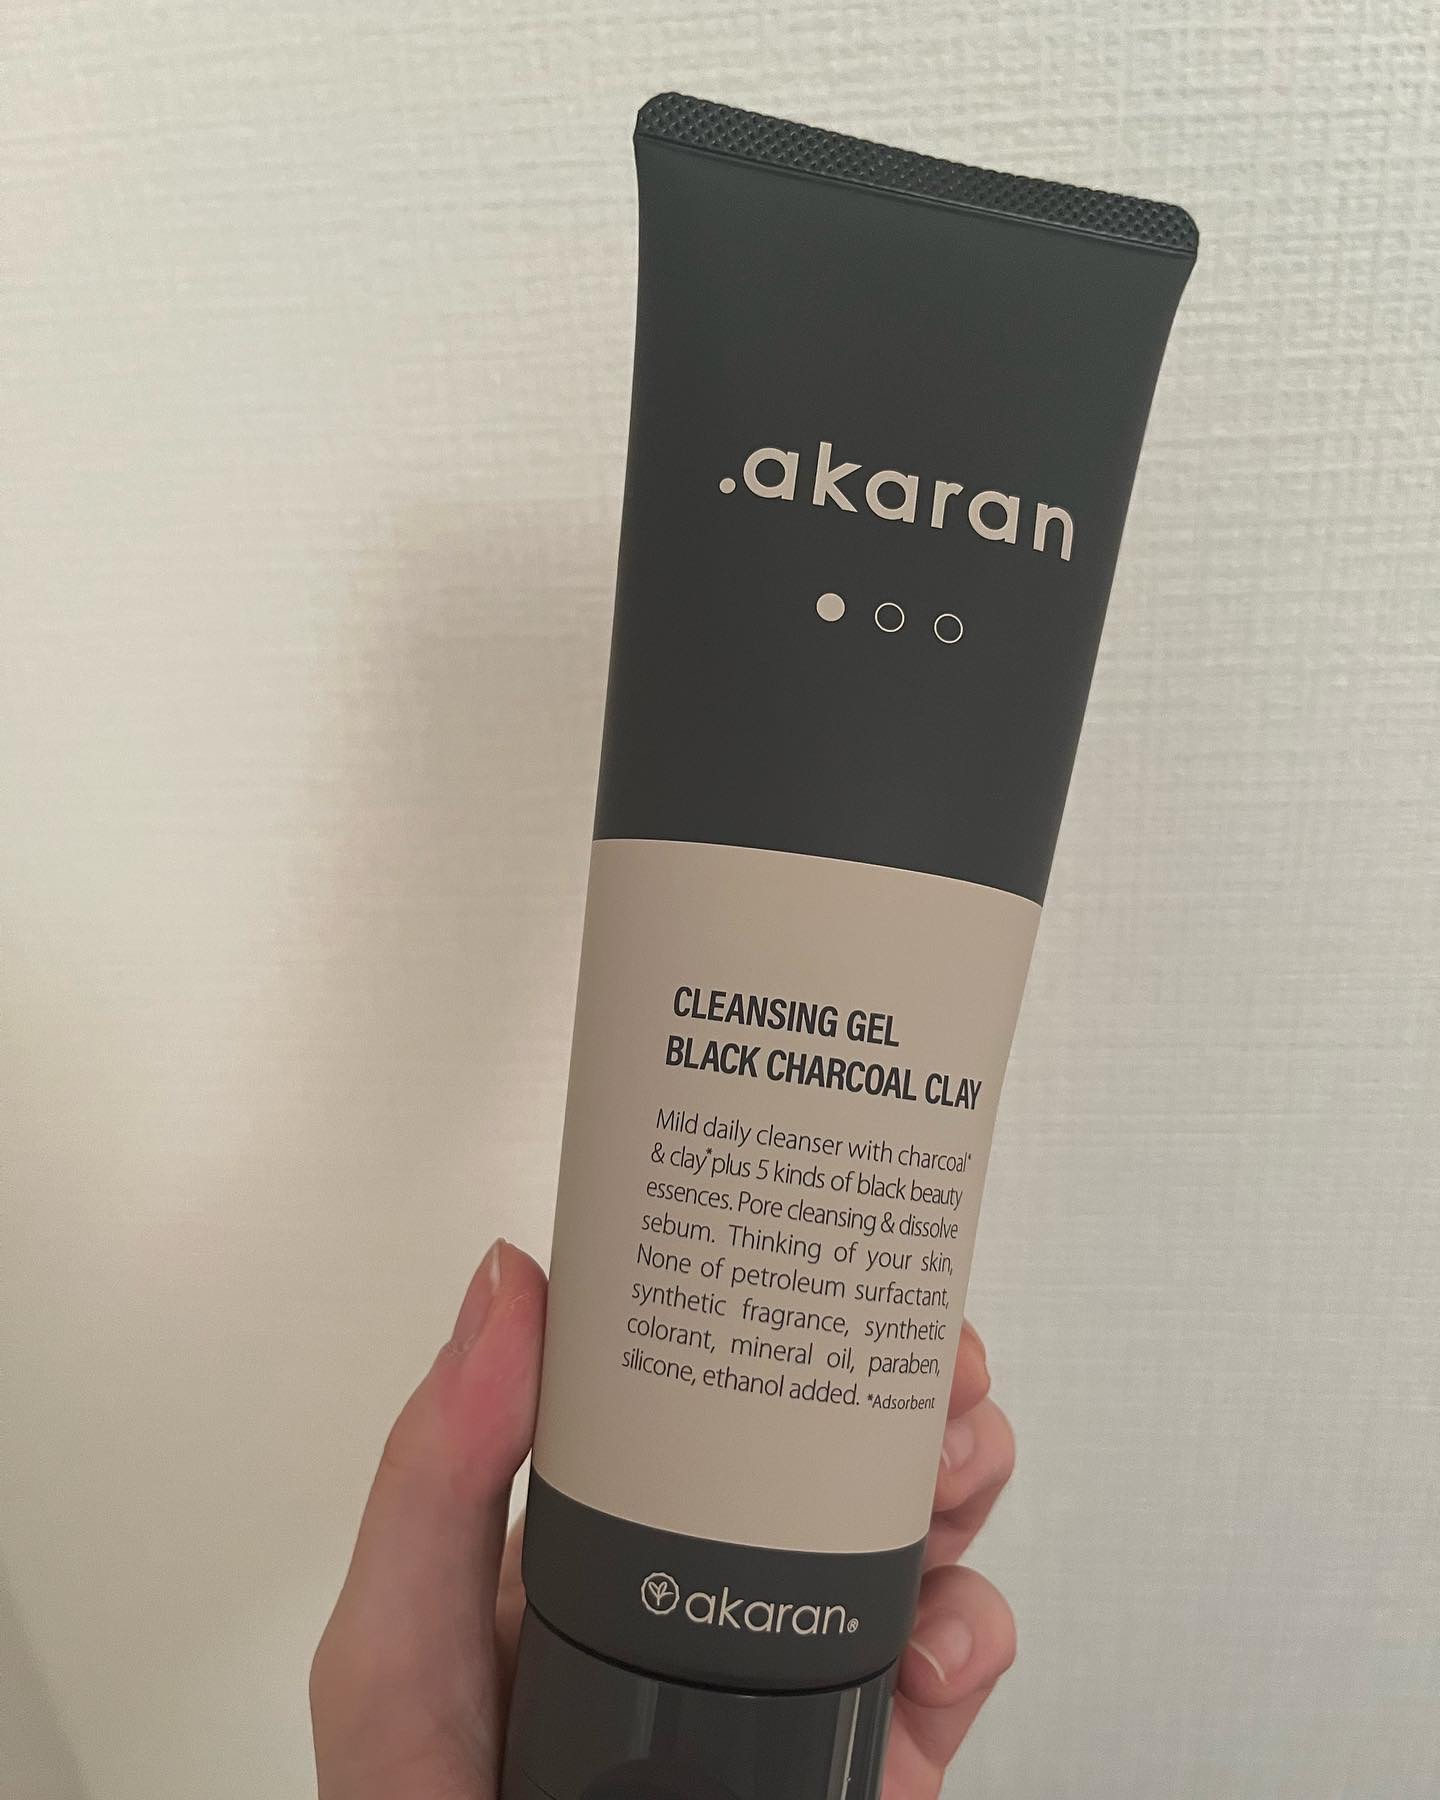 .akaran
CLEANSING GEL
BLACK CHARCOAL CLAY
Mild daily cleanser with charcoal*
& clay*plus 5 kinds of black beauty
essences. Pore cleansing & dissolve
sebum. Thinking of your skin,
None of petroleum surfactant,
synthetic fragrance, synthetic
colorant, mineral oil, paraben,
silicone, ethanol added. *Adsorbent
akaran®